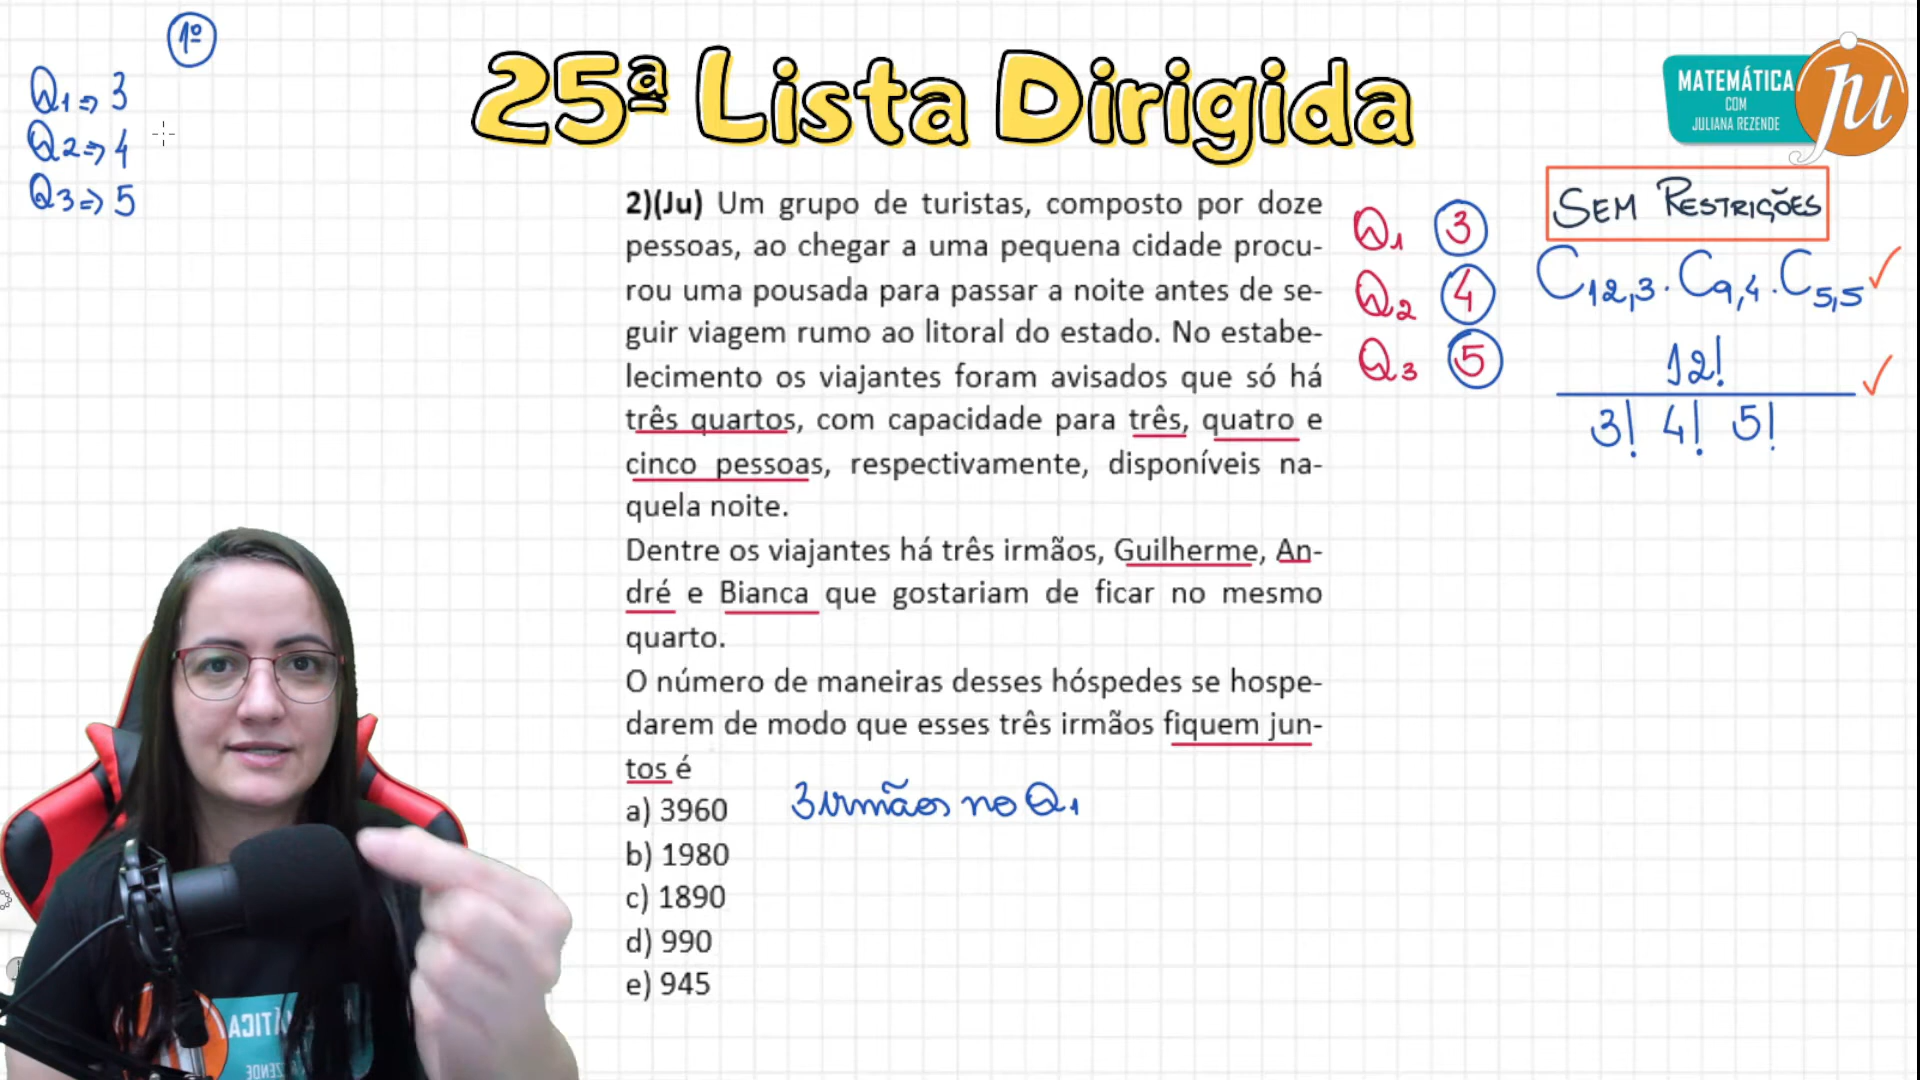 1º
Q1 => 3
Q2 => 4
Q3 => 5
25ª Lista Dirigida
MATEMÁTICA
COM
JULIANA REZENDE
ju
2)(Ju) Um grupo de turistas, composto por doze
pessoas, ao chegar a uma pequena cidade procu-
rou uma pousada para passar a noite antes de se-
guir viagem rumo ao litoral do estado. No estabe-
lecimento os viajantes foram avisados que só há
três quartos, com capacidade para três, quatro e
cinco pessoas, respectivamente, disponíveis na-
quela noite.
Dentre os viajantes há três irmãos, Guilherme, An-
dré e Bianca que gostariam de ficar no mesmo
quarto.
O número de maneiras desses hóspedes se hospe-
darem de modo que esses três irmãos fiquem jun-
tos é
a) 3960
b) 1980
c) 1890
d) 990
e) 945
3 irmãos no Q1
Q1 3
Q2 4
Q3 5
SEM RESTRIÇÕES
C12,3 . C9,4 . C5,5 ✓
12! ✓
3! 4! 5!